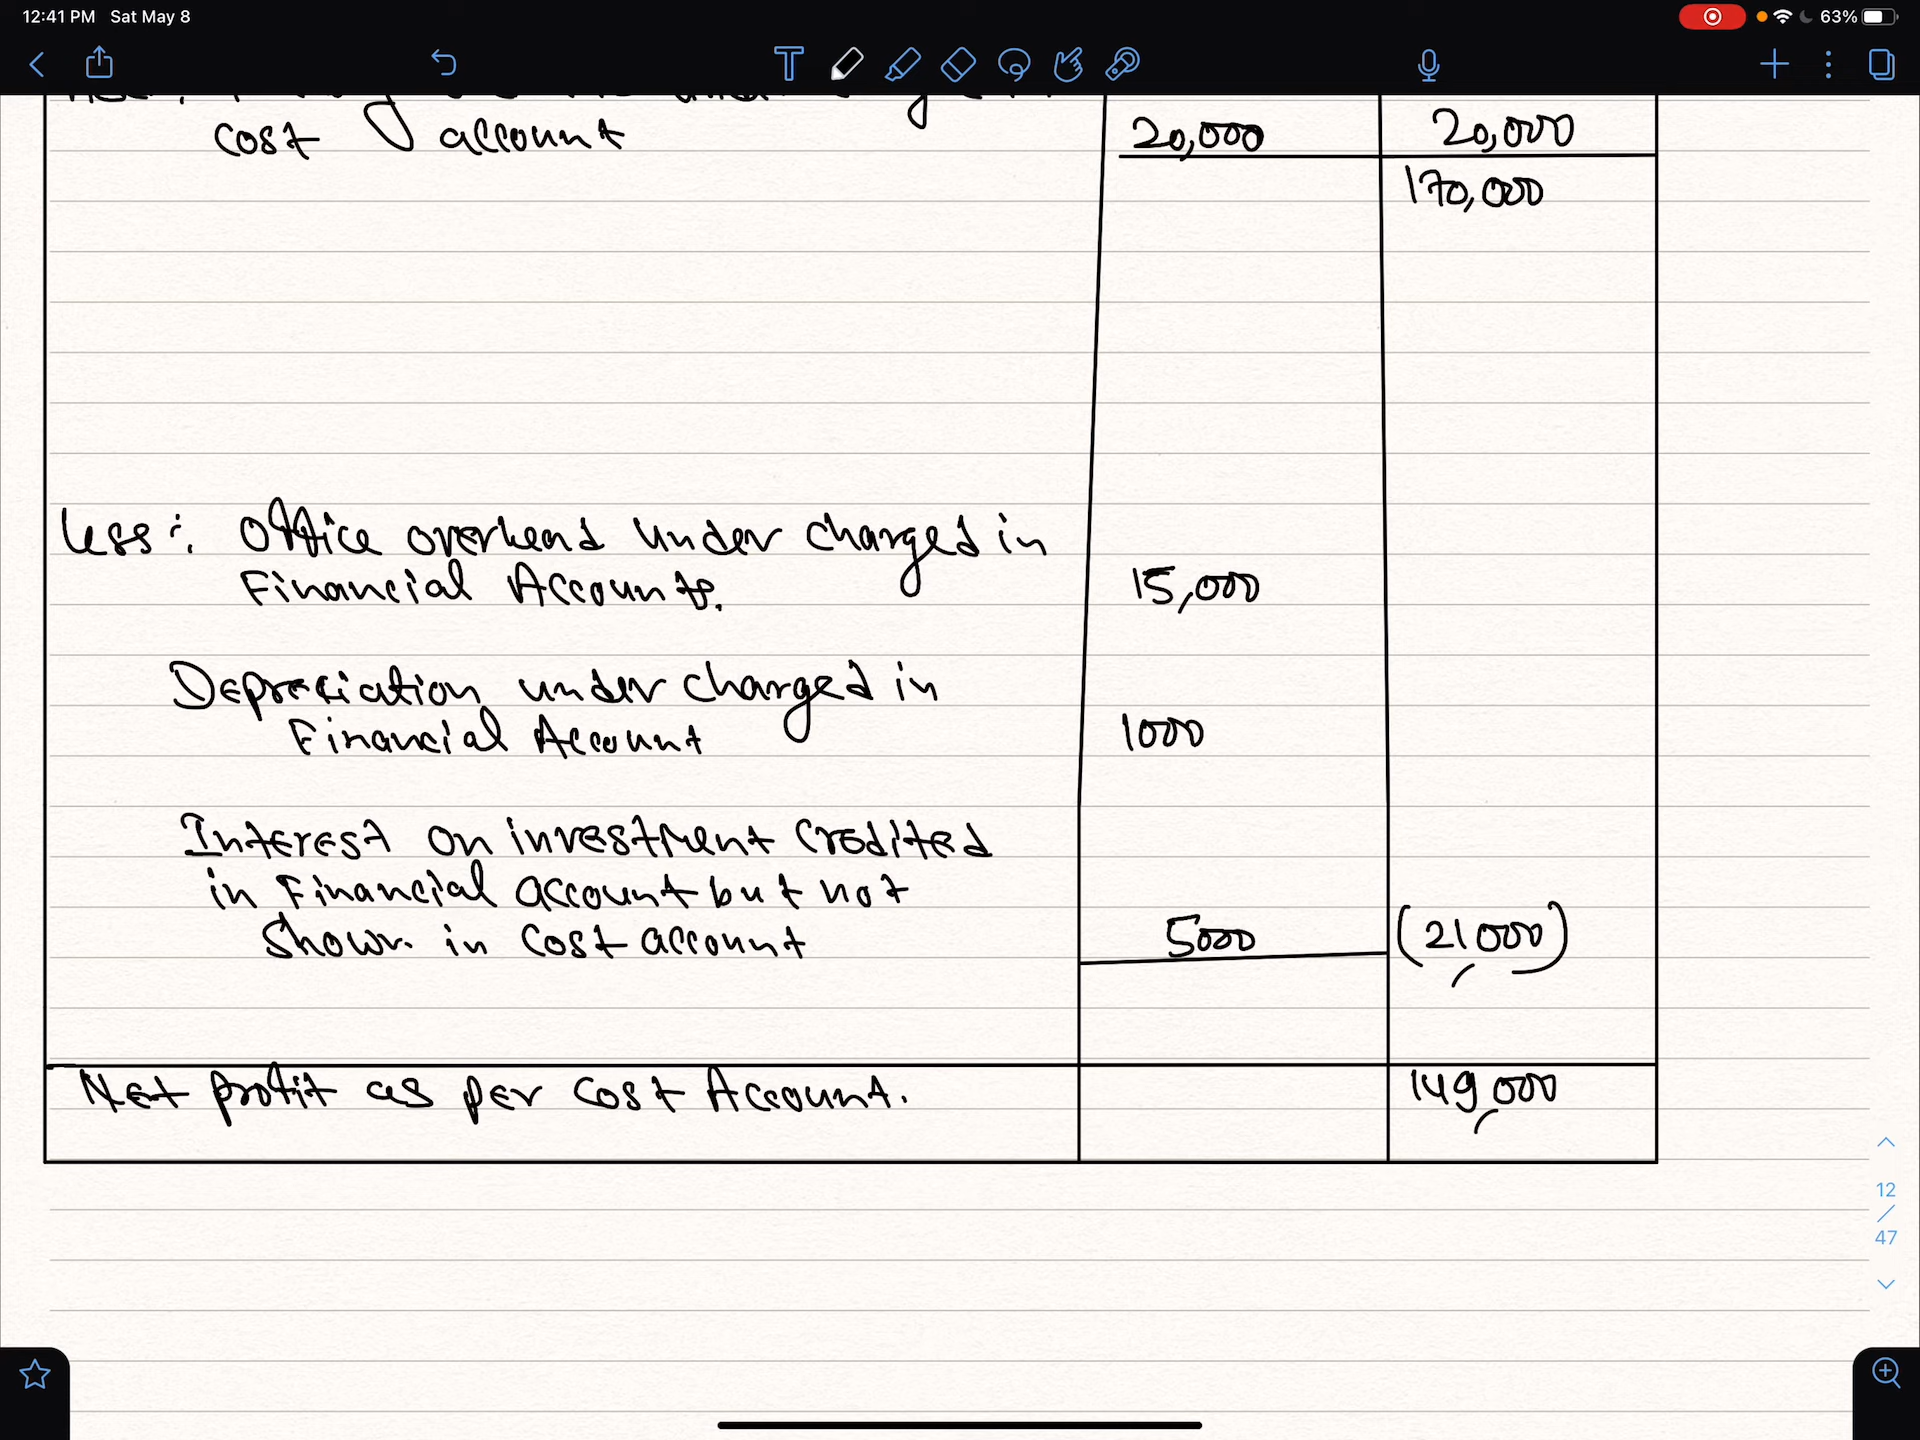 12:41 PM Sat May 8
63%
cost account 20,000 20,000
170,000
Less: Office overhead under charged in
Financial Accounts. 15,000
Depreciation under charged in
Financial Account 1000
Interest on investment credited
in Financial account but not
shown in cost account 5000 (21,000)
Net profit as per cost Account. 149,000
12
/
47